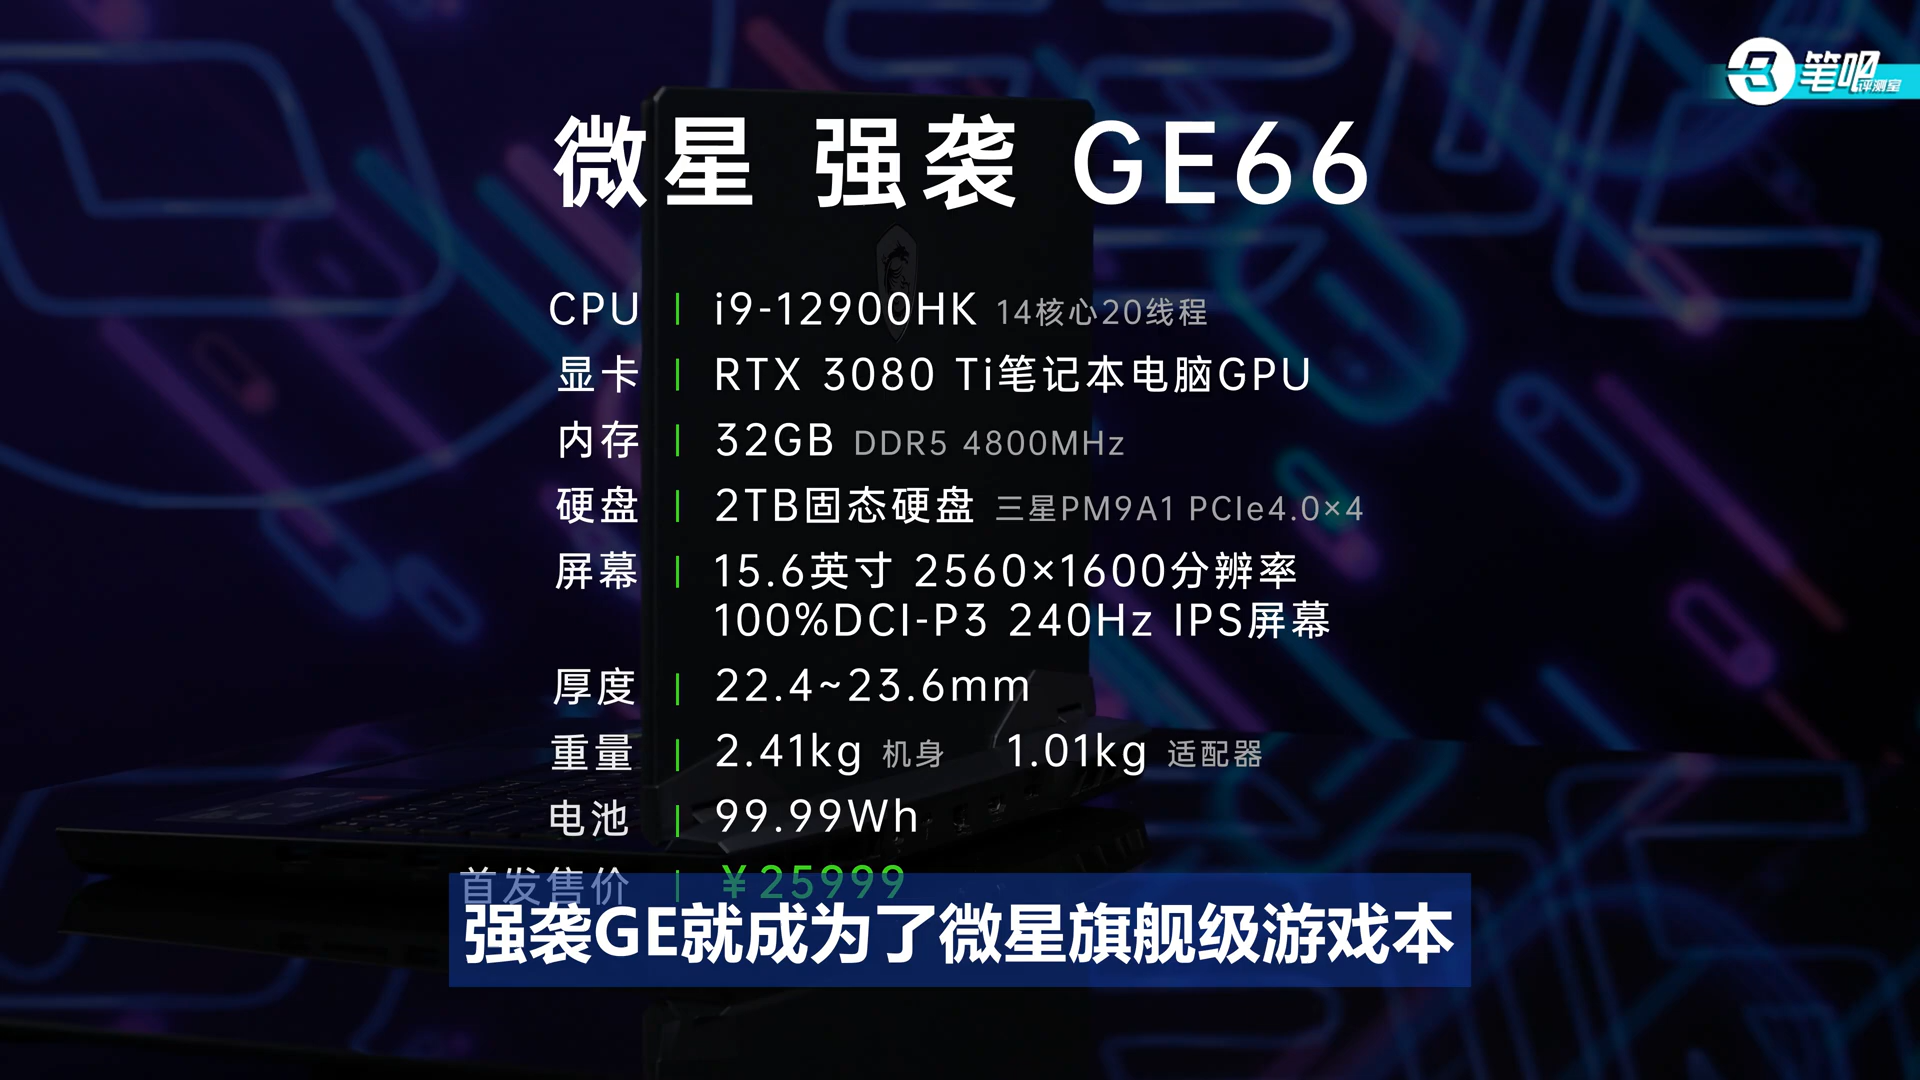 笔吧评测室
微星 强袭 GE66
CPU | i9-12900HK 14核心20线程
显卡 | RTX 3080 Ti笔记本电脑GPU
内存 | 32GB DDR5 4800MHz
硬盘 | 2TB固态硬盘 三星PM9A1 PCIe4.0×4
屏幕 | 15.6英寸 2560×1600分辨率
100%DCI-P3 240Hz IPS屏幕
厚度 | 22.4~23.6mm
重量 | 2.41kg 机身 1.01kg 适配器
电池 | 99.99Wh
首发售价 | ¥25999
强袭GE就成为了微星旗舰级游戏本